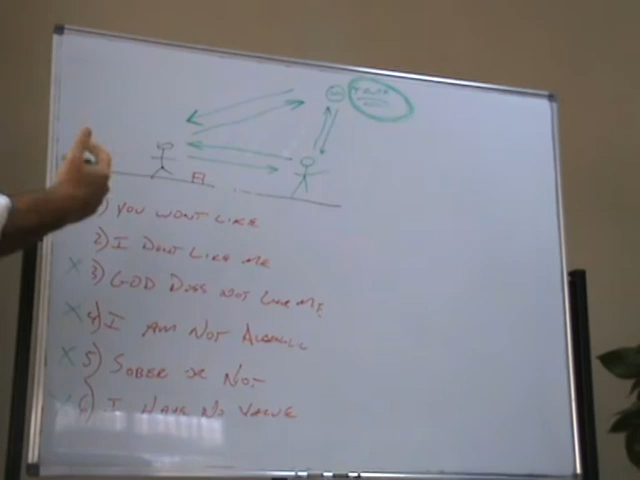 1) YOU WONT LIKE
2) I DONT LIKE ME
3) GOD DOES NOT LIKE ME
4) I AM NOT
5) SOBER OR NOT
6) I HAVE NO VALUE